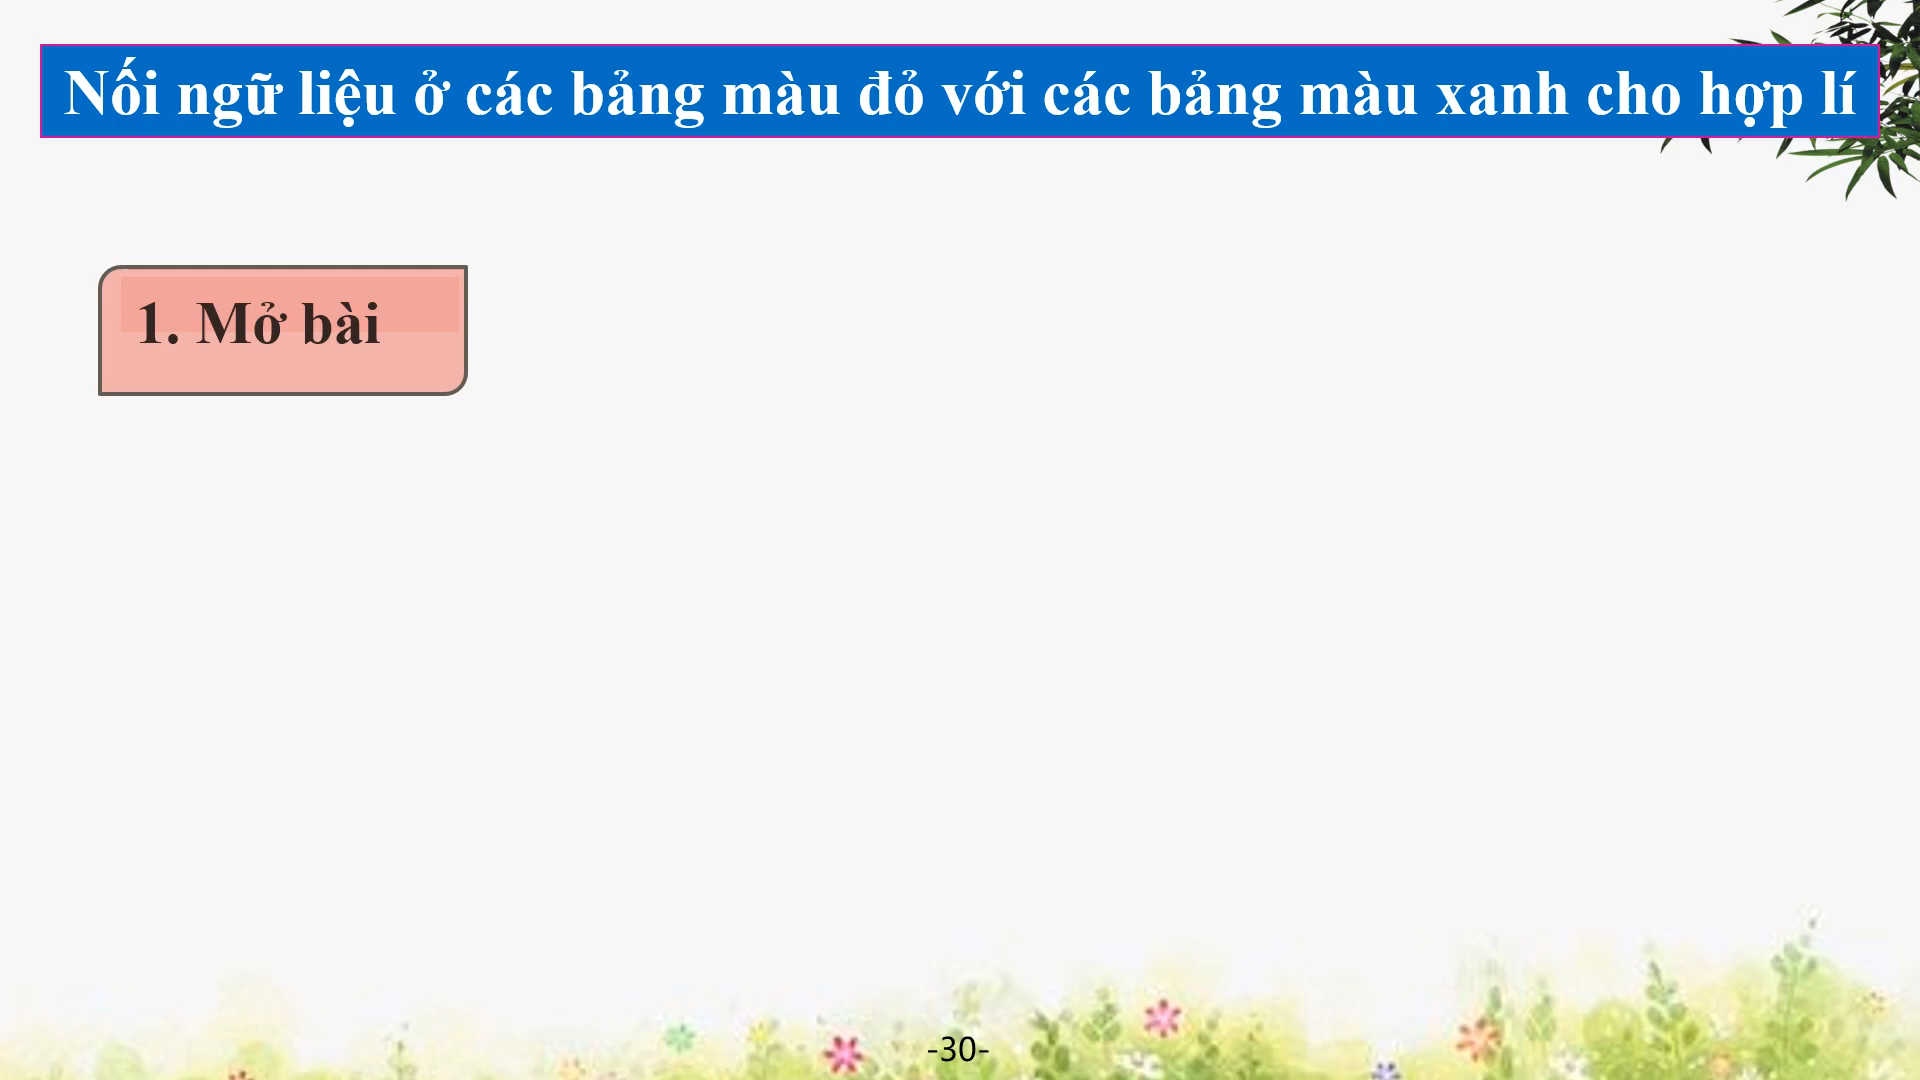 Nối ngữ liệu ở các bảng màu đỏ với các bảng màu xanh cho hợp lí
1. Mở bài
-30-